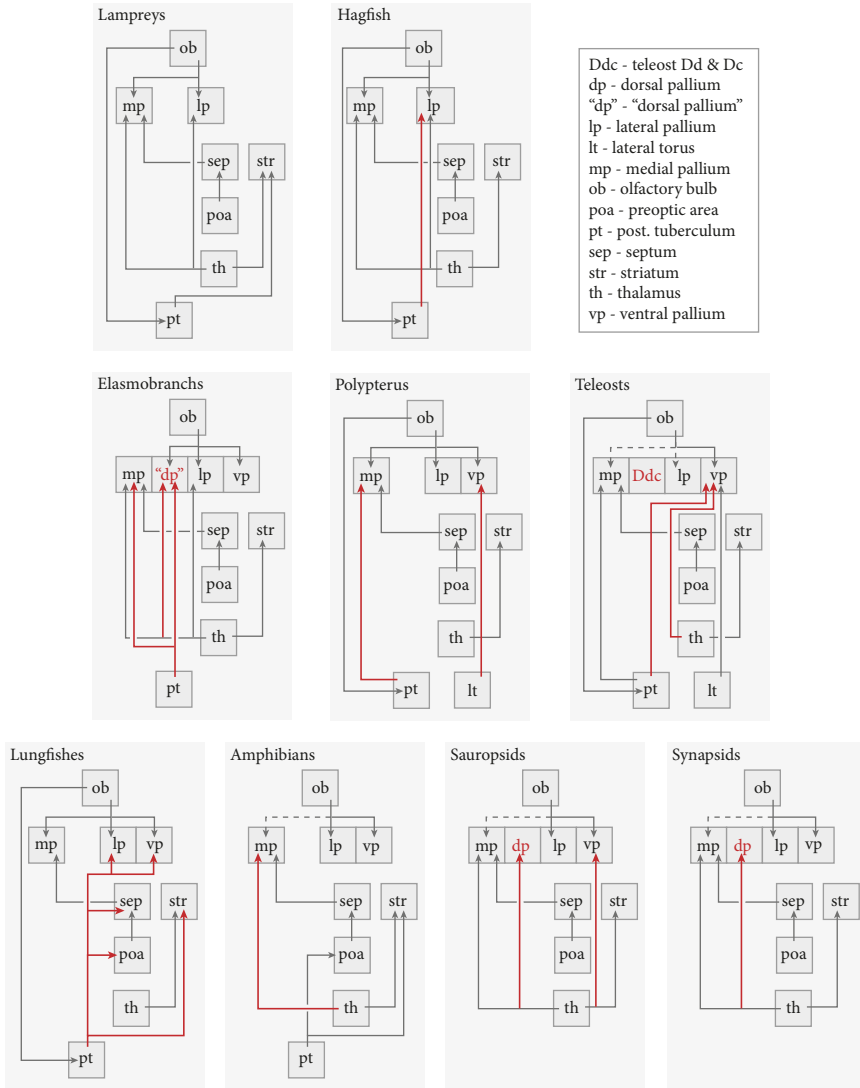 Lampreys
ob
mp
lp
sep
str
poa
th
pt
Hagfish
ob
mp
lp
sep
str
poa
th
pt
Ddc - teleost Dd & Dc
dp - dorsal pallium
“dp” - “dorsal pallium”
lp - lateral pallium
lt - lateral torus
mp - medial pallium
ob - olfactory bulb
poa - preoptic area
pt - post. tuberculum
sep - septum
str - striatum
th - thalamus
vp - ventral pallium
Elasmobranchs
ob
mp “dp” lp vp
sep
str
poa
th
pt
Polypterus
ob
mp
lp vp
sep
str
poa
th
pt
lt
Teleosts
ob
mp Ddc lp vp
sep
str
poa
th
pt
lt
Lungfishes
ob
mp
lp vp
sep
str
poa
th
pt
Amphibians
ob
mp
lp vp
sep
str
poa
th
pt
Sauropsids
ob
mp dp lp vp
sep
str
poa
th
Synapsids
ob
mp dp lp vp
sep
str
poa
th